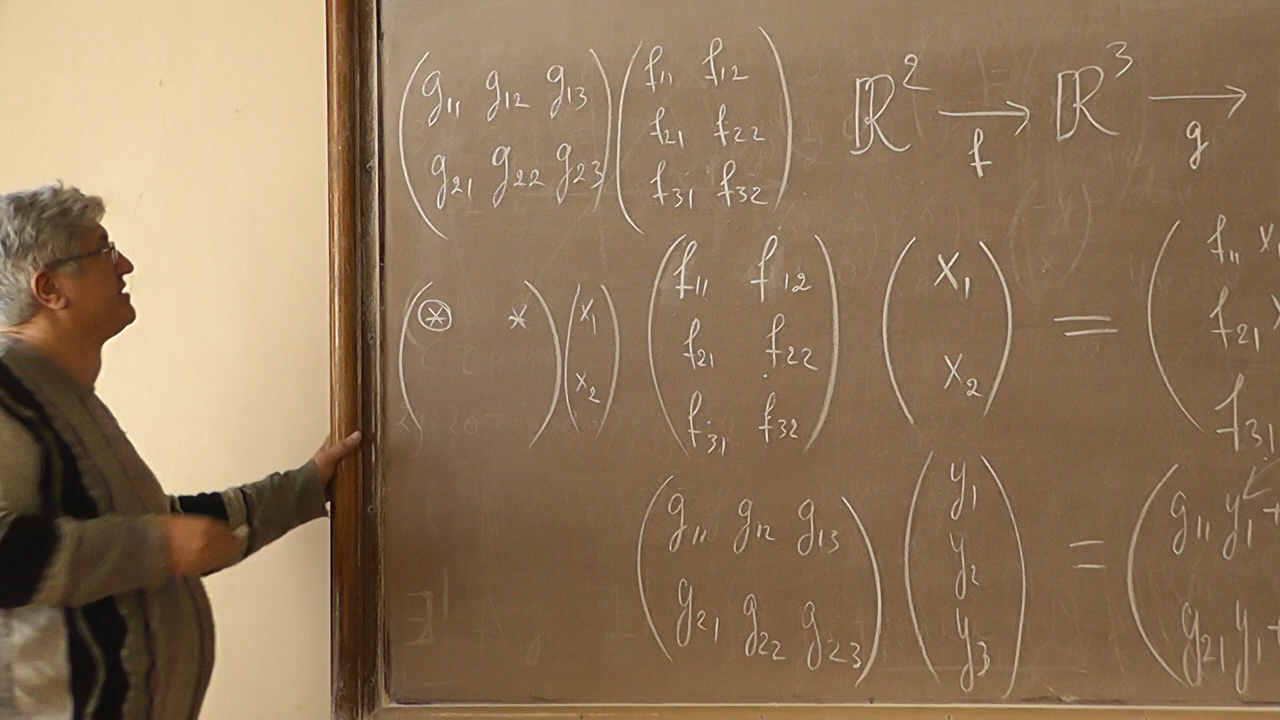 ( g₁₁ g₁₂ g₁₃ ) ( f₁₁ f₁₂ ) ℝ² →f ℝ³ →g
( g₂₁ g₂₂ g₂₃ ) ( f₂₁ f₂₂ )
( f₃₁ f₃₂ )
( ⊛ * ) ( x₁ ) ( f₁₁ f₁₂ ) ( x₁ ) = ( f₁₁ x₁
( x₂ ) ( f₂₁ f₂₂ ) ( x₂ ) ( f₂₁
( f₃₁ f₃₂ ) ( f₃₁
( g₁₁ g₁₂ g₁₃ ) ( y₁ ) = ( g₁₁ y₁ +
( g₂₁ g₂₂ g₂₃ ) ( y₂ ) ( g₂₁ y₁ +
( y₃ )